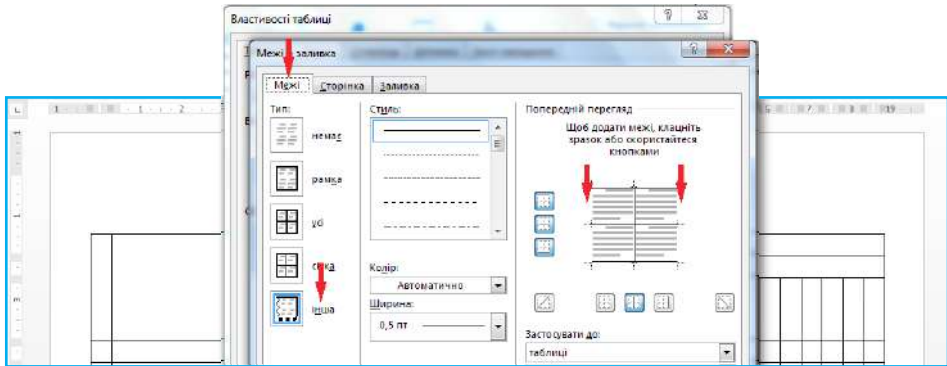 Властивості таблиці
Межі заливка
Межі Сторінка Заливка
Тип:
немає
рамка
усі
сітка
інша
Стиль:
Колір:
Автоматично
Ширина:
0,5 пт
Попередній перегляд
Щоб додати межі, клацніть
зразок або скористайтеся
кнопками
Застосувати до:
таблиці